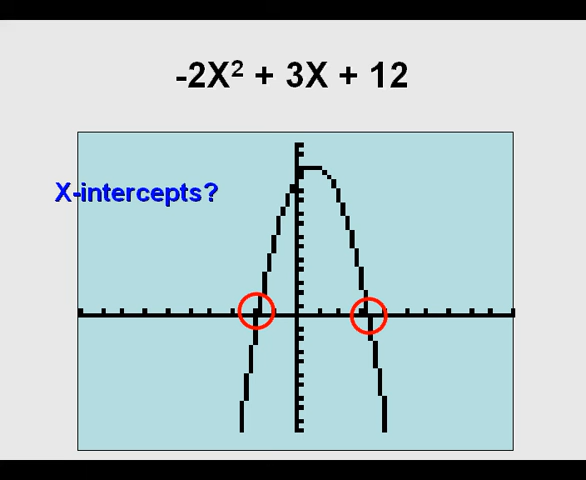 -2X² + 3X + 12
X-intercepts?